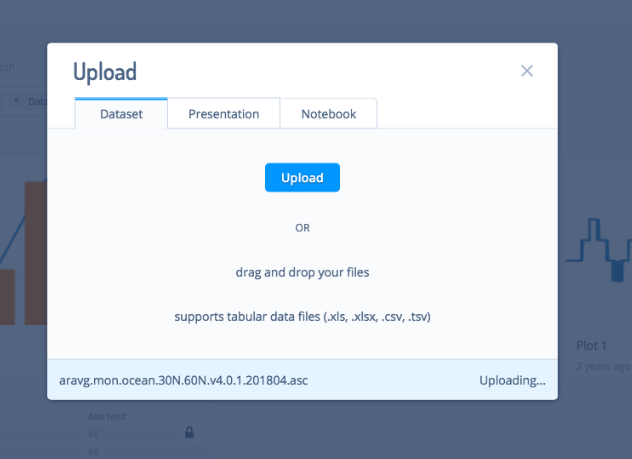 Upload
Dataset
Presentation
Notebook
Upload
OR
drag and drop your files
supports tabular data files (.xls, .xlsx, .csv, .tsv)
aravg.mon.ocean.30N.60N.v4.0.1.201804.asc
Uploading...
Plot 1
2 years ago
Ambient